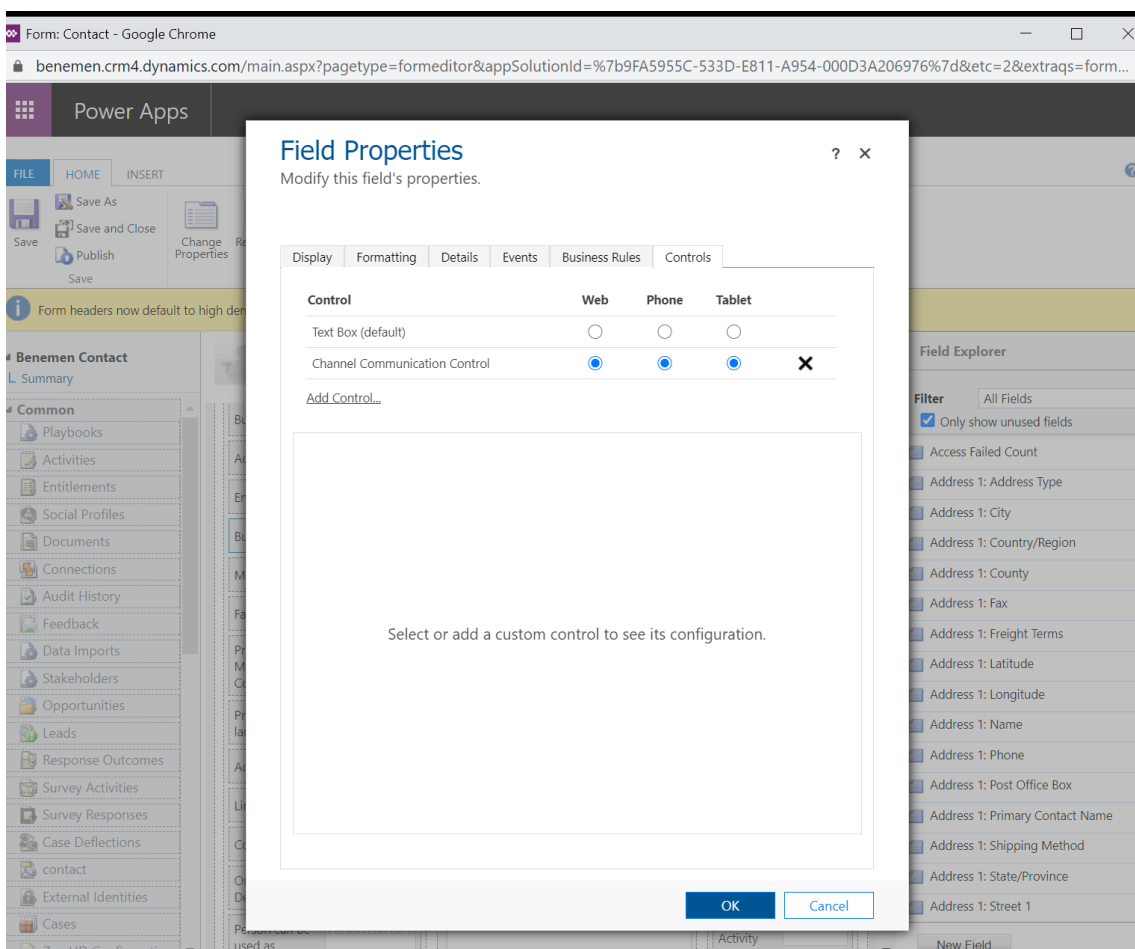 Form: Contact - Google Chrome
benemen.crm4.dynamics.com/main.aspx?pagetype=formeditor&appSolutionId=%7b9FA5955C-533D-E811-A954-000D3A206976%7d&etc=2&extraqs=form...
Power Apps
FILE HOME INSERT
Save
Save As
Save and Close
Publish
Change Properties
Save
Form headers now default to high den
Benemen Contact
Summary
Common
Playbooks
Activities
Entitlements
Social Profiles
Documents
Connections
Audit History
Feedback
Data Imports
Stakeholders
Opportunities
Leads
Response Outcomes
Survey Activities
Survey Responses
Case Deflections
contact
External Identities
Cases
Field Properties
? ×
Modify this field's properties.
Display Formatting Details Events Business Rules Controls
Control Web Phone Tablet
Text Box (default)
Channel Communication Control
Add Control...
Select or add a custom control to see its configuration.
OK Cancel
used as
Activity
Field Explorer
Filter All Fields
Only show unused fields
Access Failed Count
Address 1: Address Type
Address 1: City
Address 1: Country/Region
Address 1: County
Address 1: Fax
Address 1: Freight Terms
Address 1: Latitude
Address 1: Longitude
Address 1: Name
Address 1: Phone
Address 1: Post Office Box
Address 1: Primary Contact Name
Address 1: Shipping Method
Address 1: State/Province
Address 1: Street 1
New Field